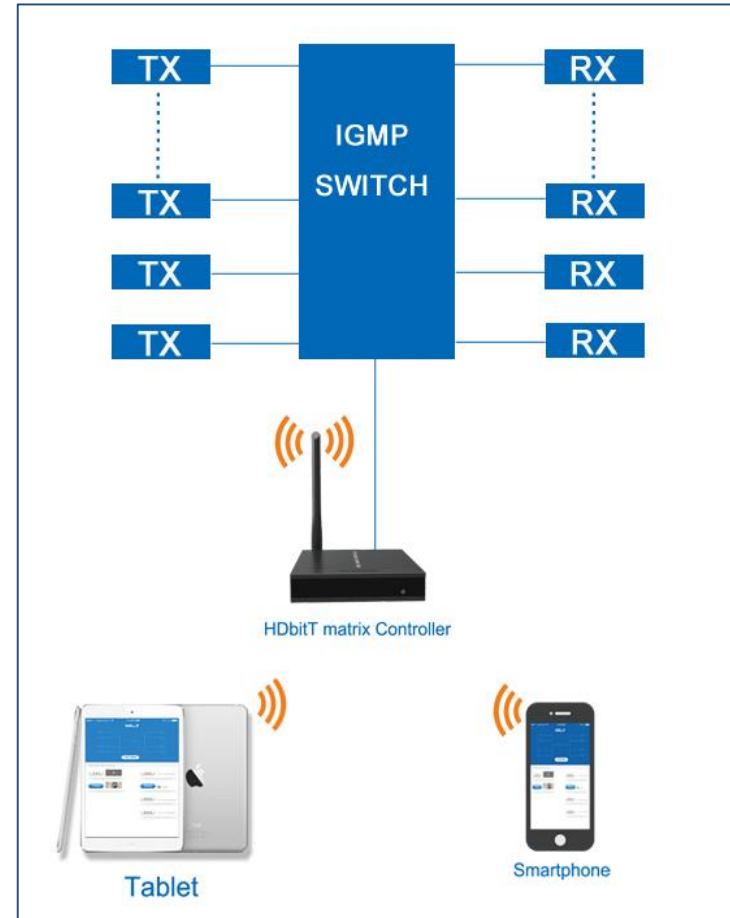 TX
RX
IGMP
SWITCH
TX
RX
TX
RX
TX
RX
HDbitT matrix Controller
Tablet
Smartphone